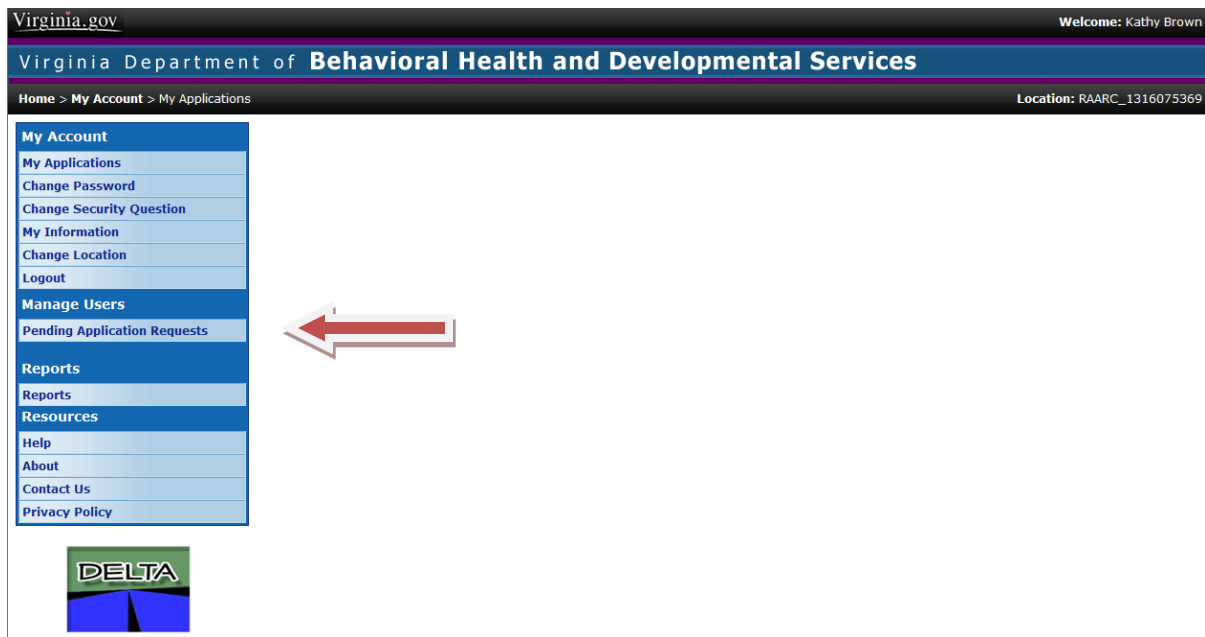 Virginia.gov
Welcome: Kathy Brown
Virginia Department of Behavioral Health and Developmental Services
Home > My Account > My Applications
Location: RAARC_1316075369
My Account
My Applications
Change Password
Change Security Question
My Information
Change Location
Logout
Manage Users
Pending Application Requests
Reports
Reports
Resources
Help
About
Contact Us
Privacy Policy
DELTA